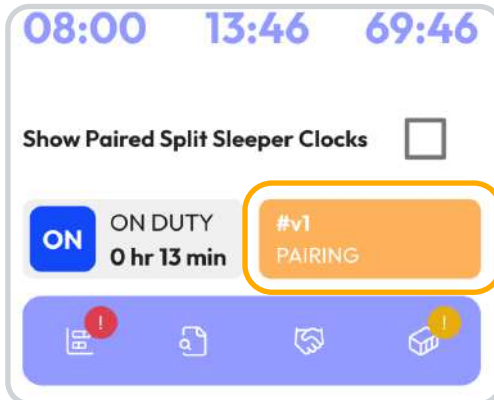 08:00 13:46 69:46
Show Paired Split Sleeper Clocks
ON
ON DUTY
0 hr 13 min
#v1
PAIRING
!
!